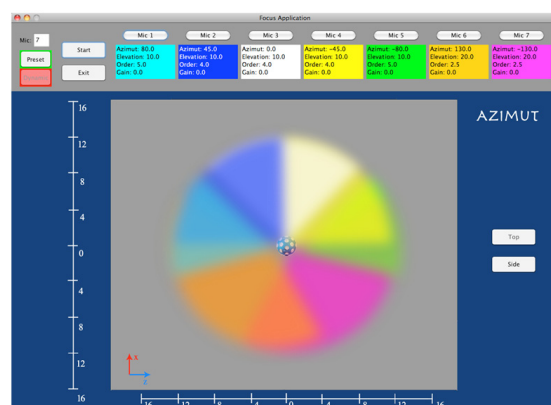 Focus Application
Mic: 7
Preset
Start
Exit
Mic 1
Azimut: 80.0
Elevation: 10.0
Order: 5.0
Gain: 0.0
Mic 2
Azimut: 45.0
Elevation: 10.0
Order: 4.0
Gain: 0.0
Mic 3
Azimut: 0.0
Elevation: 10.0
Order: 4.0
Gain: 0.0
Mic 4
Azimut: -45.0
Elevation: 10.0
Order: 4.0
Gain: 0.0
Mic 5
Azimut: -80.0
Elevation: 10.0
Order: 5.0
Gain: 0.0
Mic 6
Azimut: 130.0
Elevation: 20.0
Order: 2.5
Gain: 0.0
Mic 7
Azimut: -130.0
Elevation: 20.0
Order: 2.5
Gain: 0.0
AZIMUT
Top
Side
16
12
8
4
0
4
8
12
16
x
z
16
12
8
4
0
4
8
12
16